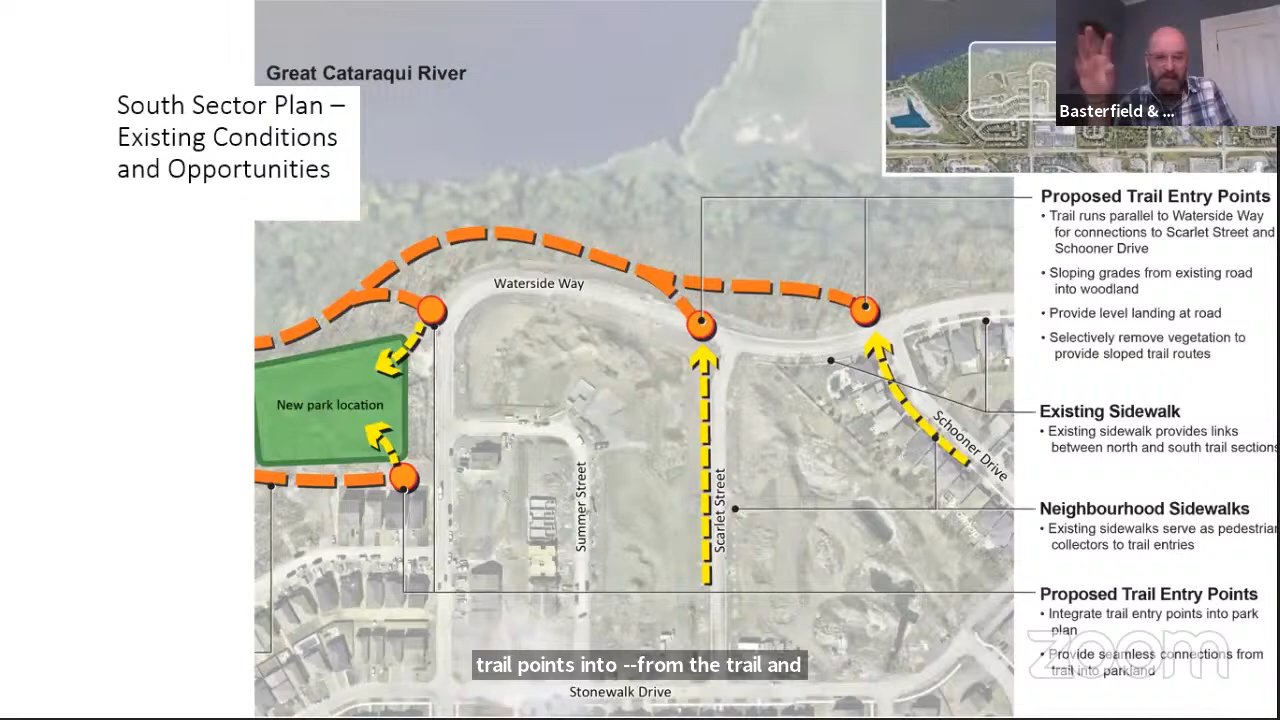 Great Cataraqui River
South Sector Plan –
Existing Conditions
and Opportunities
Basterfield & ...
Proposed Trail Entry Points
• Trail runs parallel to Waterside Way
for connections to Scarlet Street and
Schooner Drive
• Sloping grades from existing road
into woodland
• Provide level landing at road
• Selectively remove vegetation to
provide sloped trail routes
Waterside Way
New park location
Existing Sidewalk
• Existing sidewalk provides links
between north and south trail sections
Schooner Drive
Summer Street
Scarlet Street
Neighbourhood Sidewalks
• Existing sidewalks serve as pedestrian
collectors to trail entries
Proposed Trail Entry Points
• Integrate trail entry points into park
plan
• Provide seamless connections from
trail into parkland
zoom
trail points into --from the trail and
Stonewalk Drive